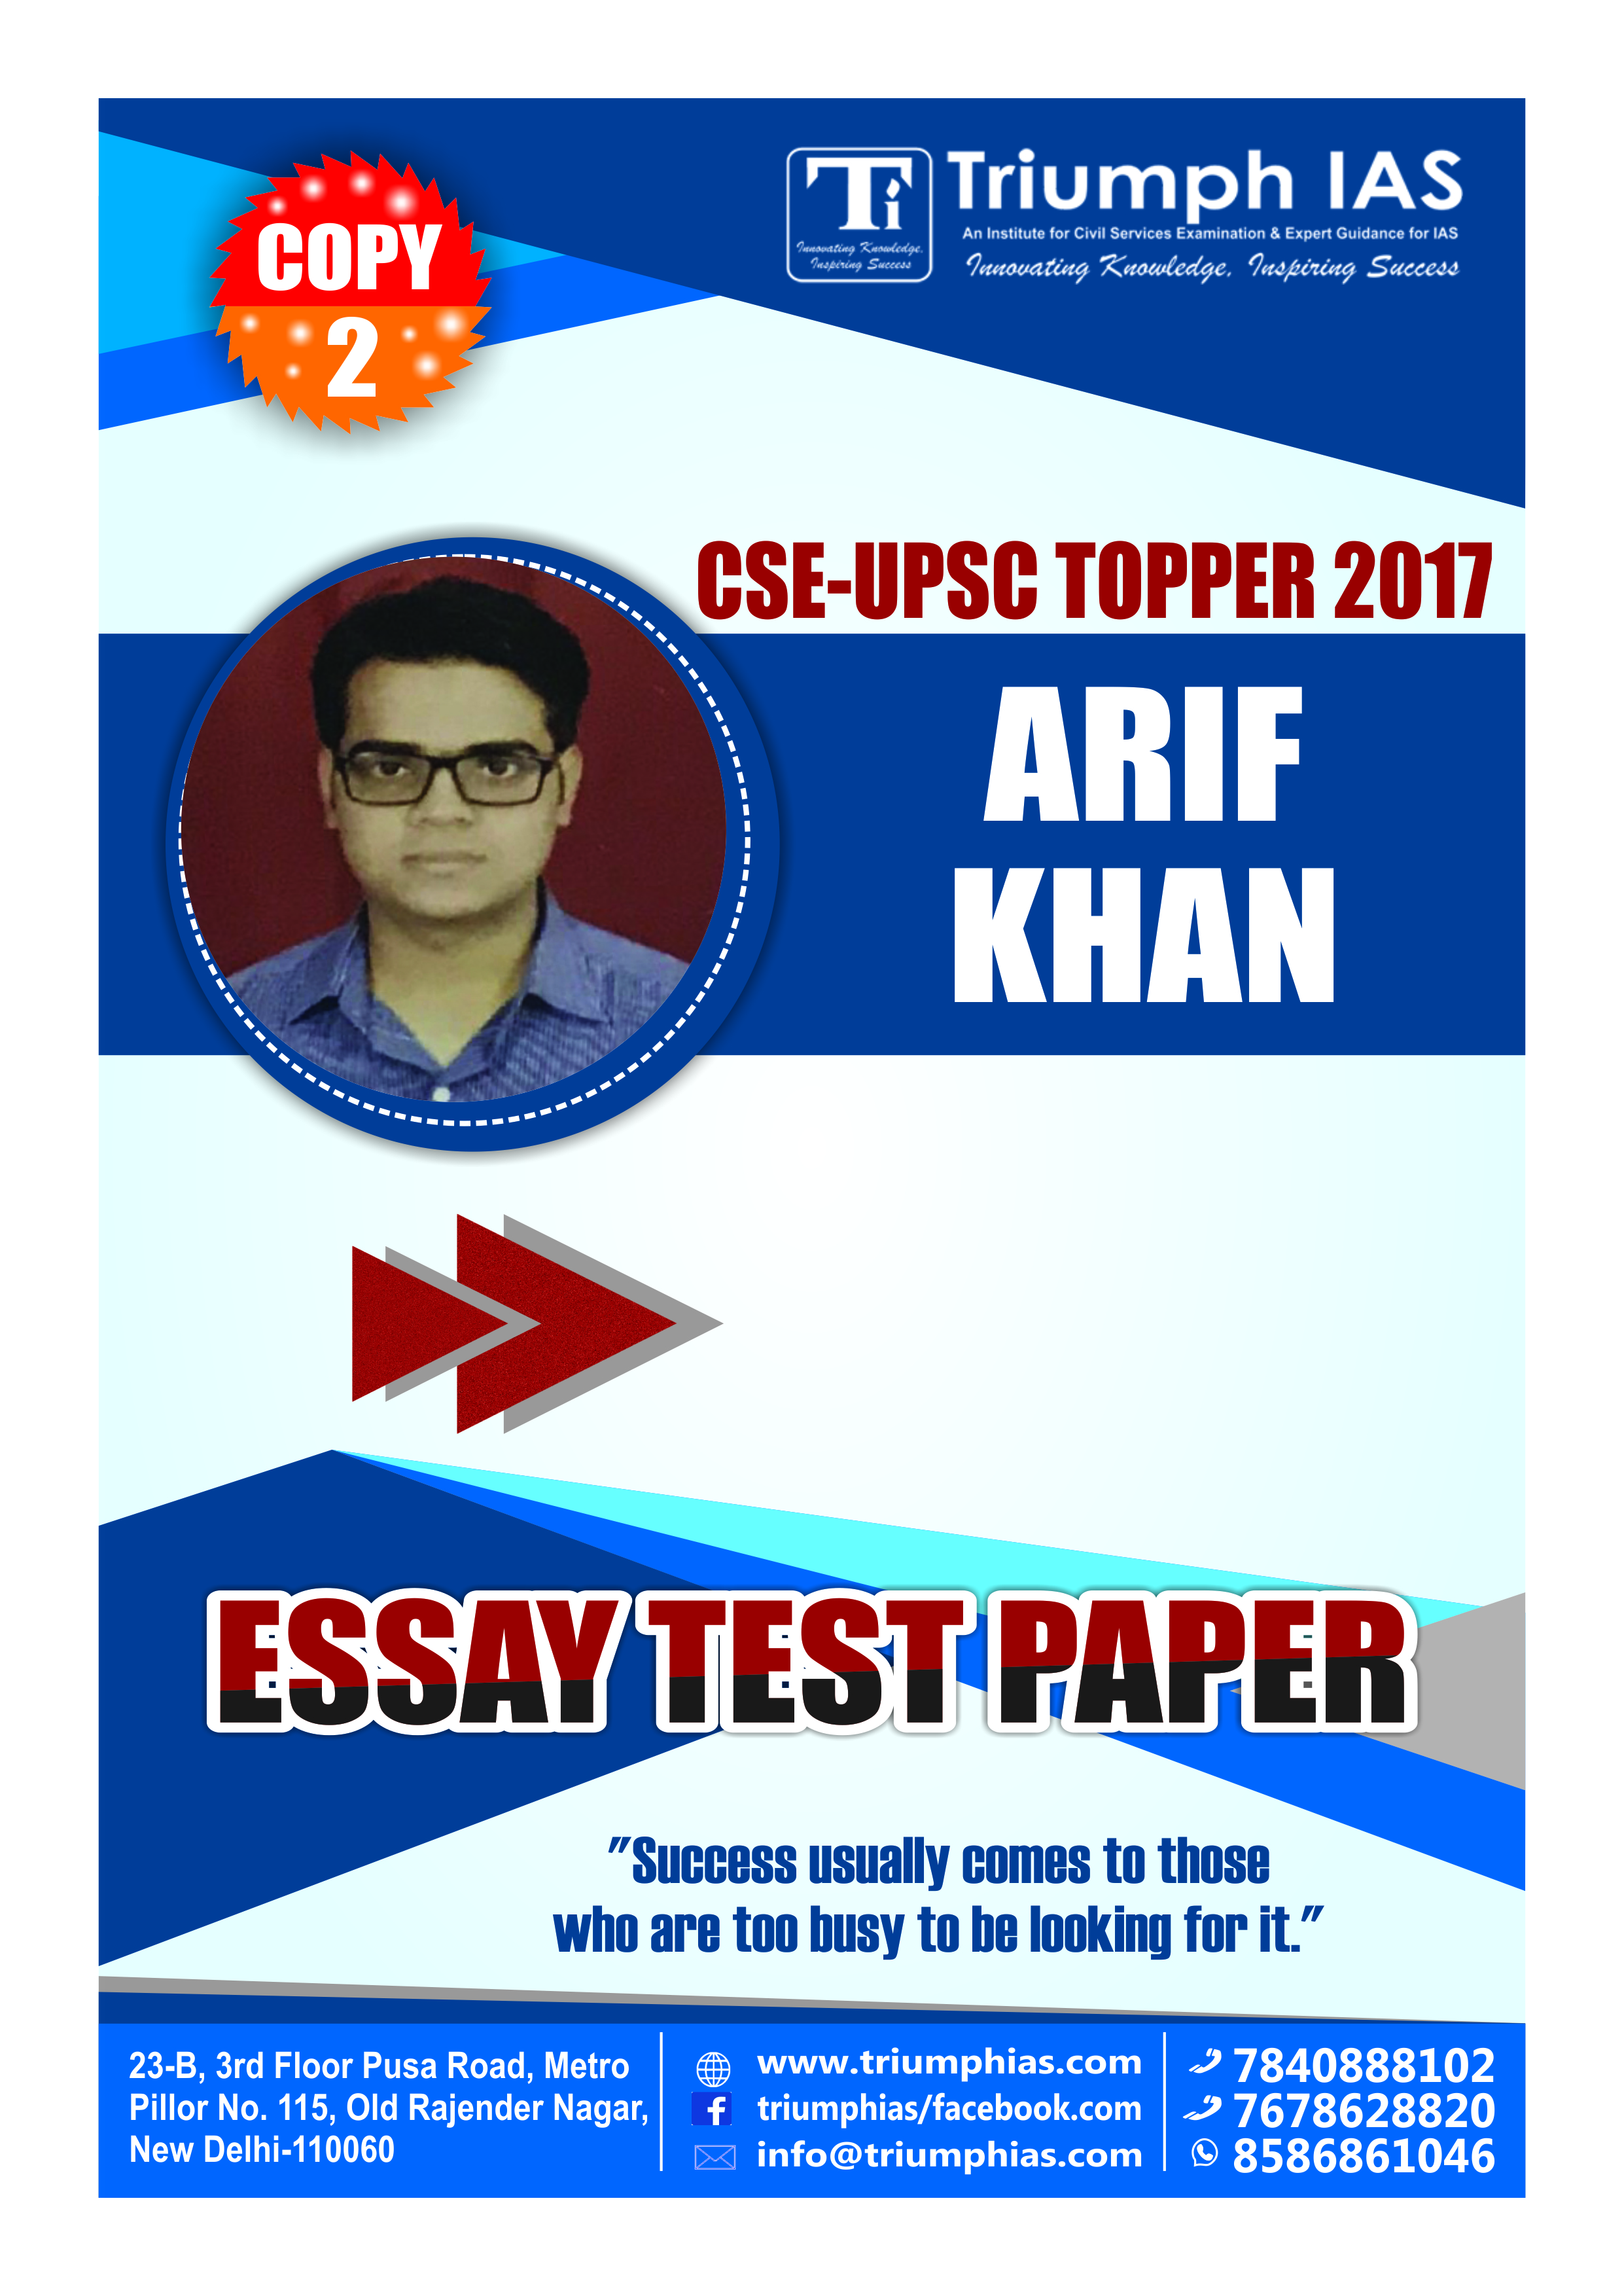 COPY
2
Ti
Innovating Knowledge,
Inspiring Success
Triumph IAS
An Institute for Civil Services Examination & Expert Guidance for IAS
Innovating Knowledge, Inspiring Success
CSE-UPSC TOPPER 2017
ARIF
KHAN
ESSAY TEST PAPER
"Success usually comes to those
who are too busy to be looking for it."
23-B, 3rd Floor Pusa Road, Metro
Pillor No. 115, Old Rajender Nagar,
New Delhi-110060
www.triumphias.com
triumphias/facebook.com
info@triumphias.com
7840888102
7678628820
8586861046